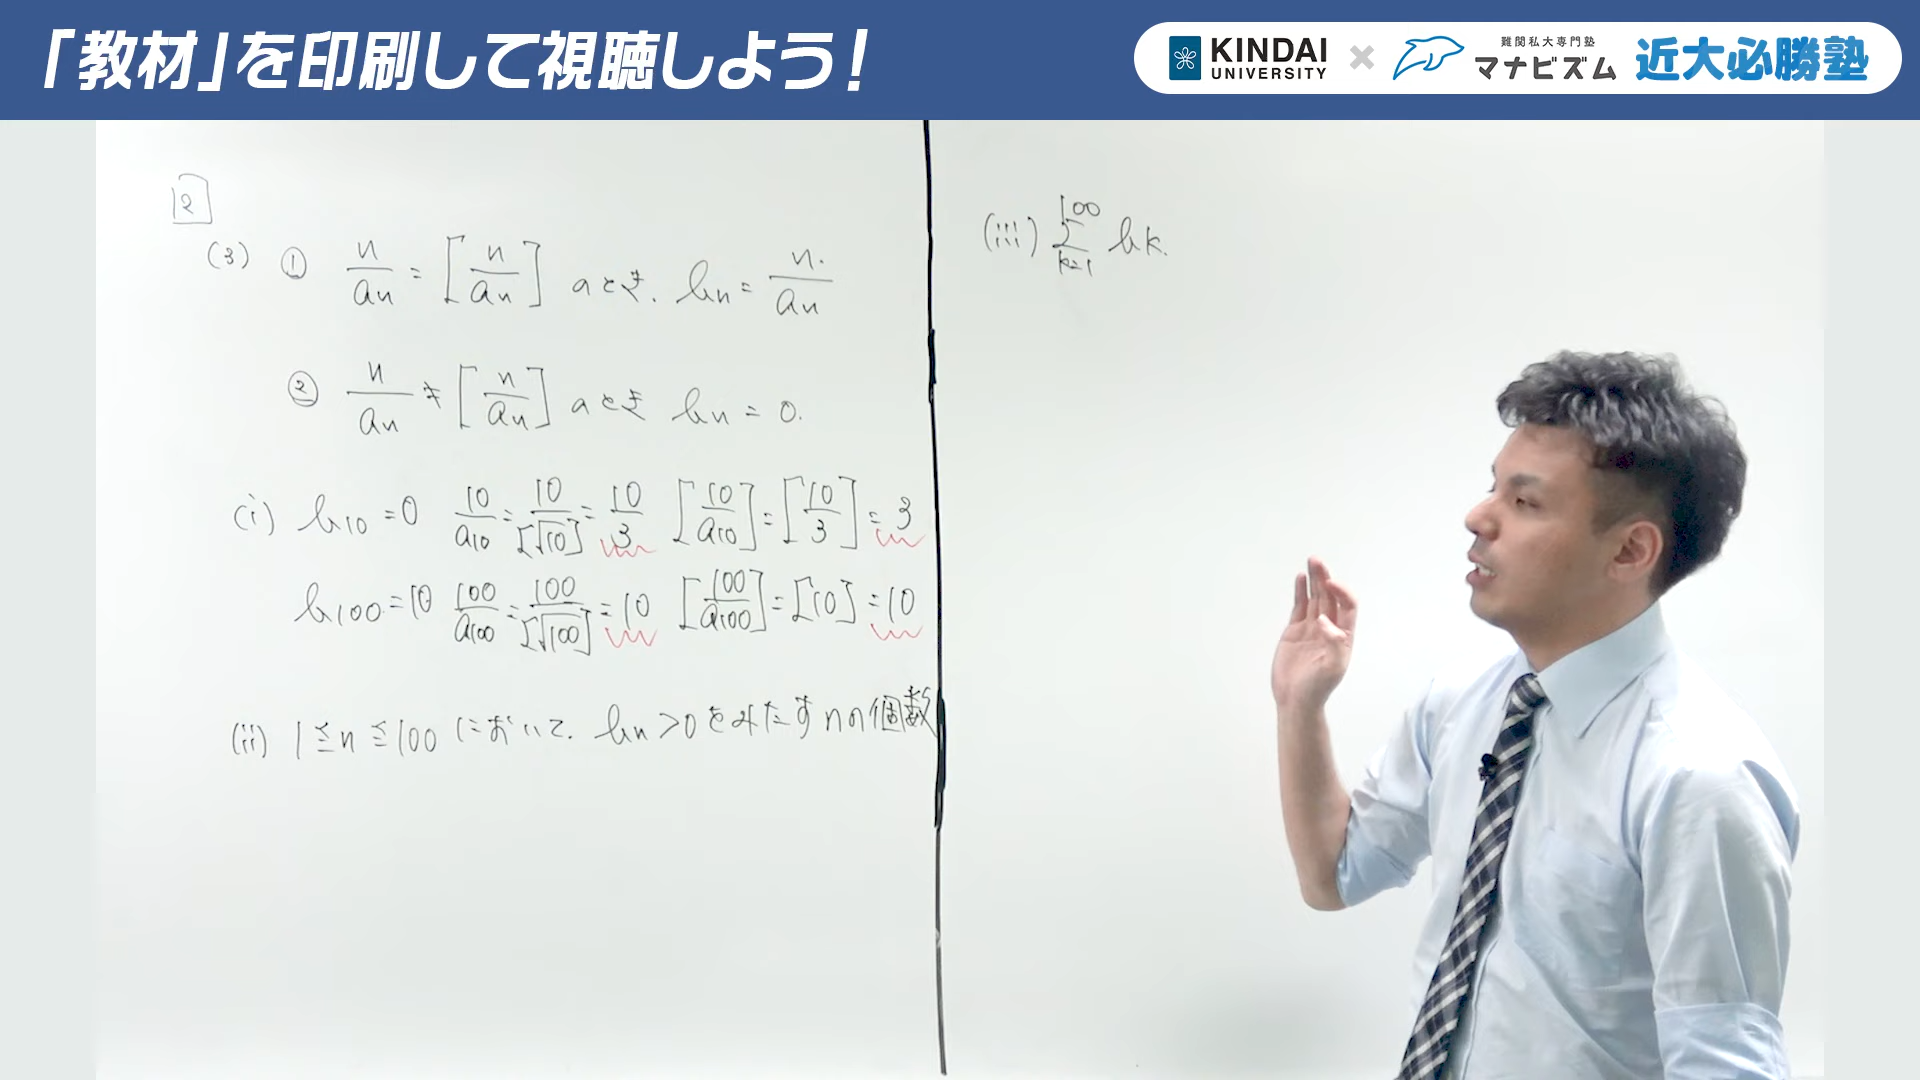 「教材」を印刷して視聴しよう!
KINDAI UNIVERSITY × 難関私大専門塾 マナビズム 近大必勝塾
2
(3) ① n/an = [n/an] のとき. bn = n/an
② n/an ≠ [n/an] のとき bn = 0.
(i) b10 = 0 10/a10 = 10/[√10] = 10/3 [10/a10] = [10/3] = 3
b100 = 10 100/a100 = 100/[√100] = 10 [100/a100] = [10] = 10
(ii) 1 ≦ n ≦ 100 において. bn > 0 をみたす n の個数
(iii) 100 Σ k=1 bk.